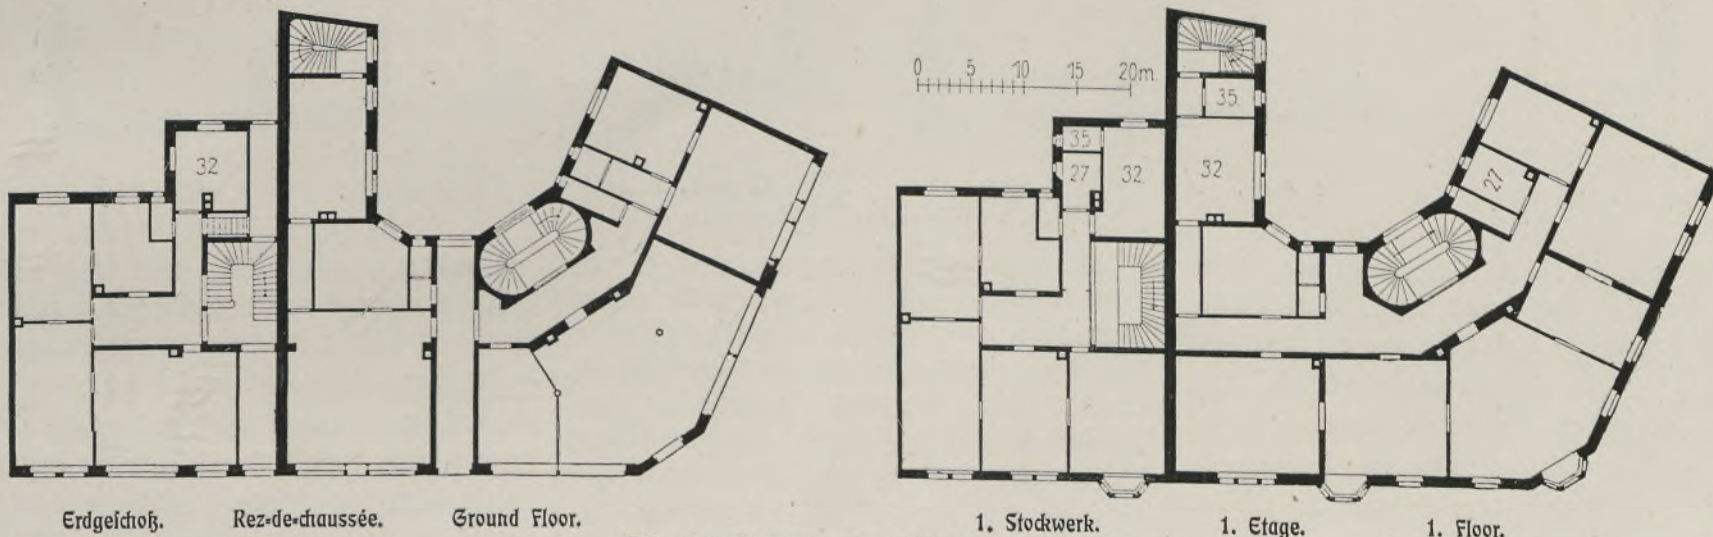 32
Erdgeſchoß. Rez-de-chaussée. Ground Floor.
0 5 10 15 20m.
35.
35
27
32.
32
27
1. Stockwerk. 1. Etage. 1. Floor.